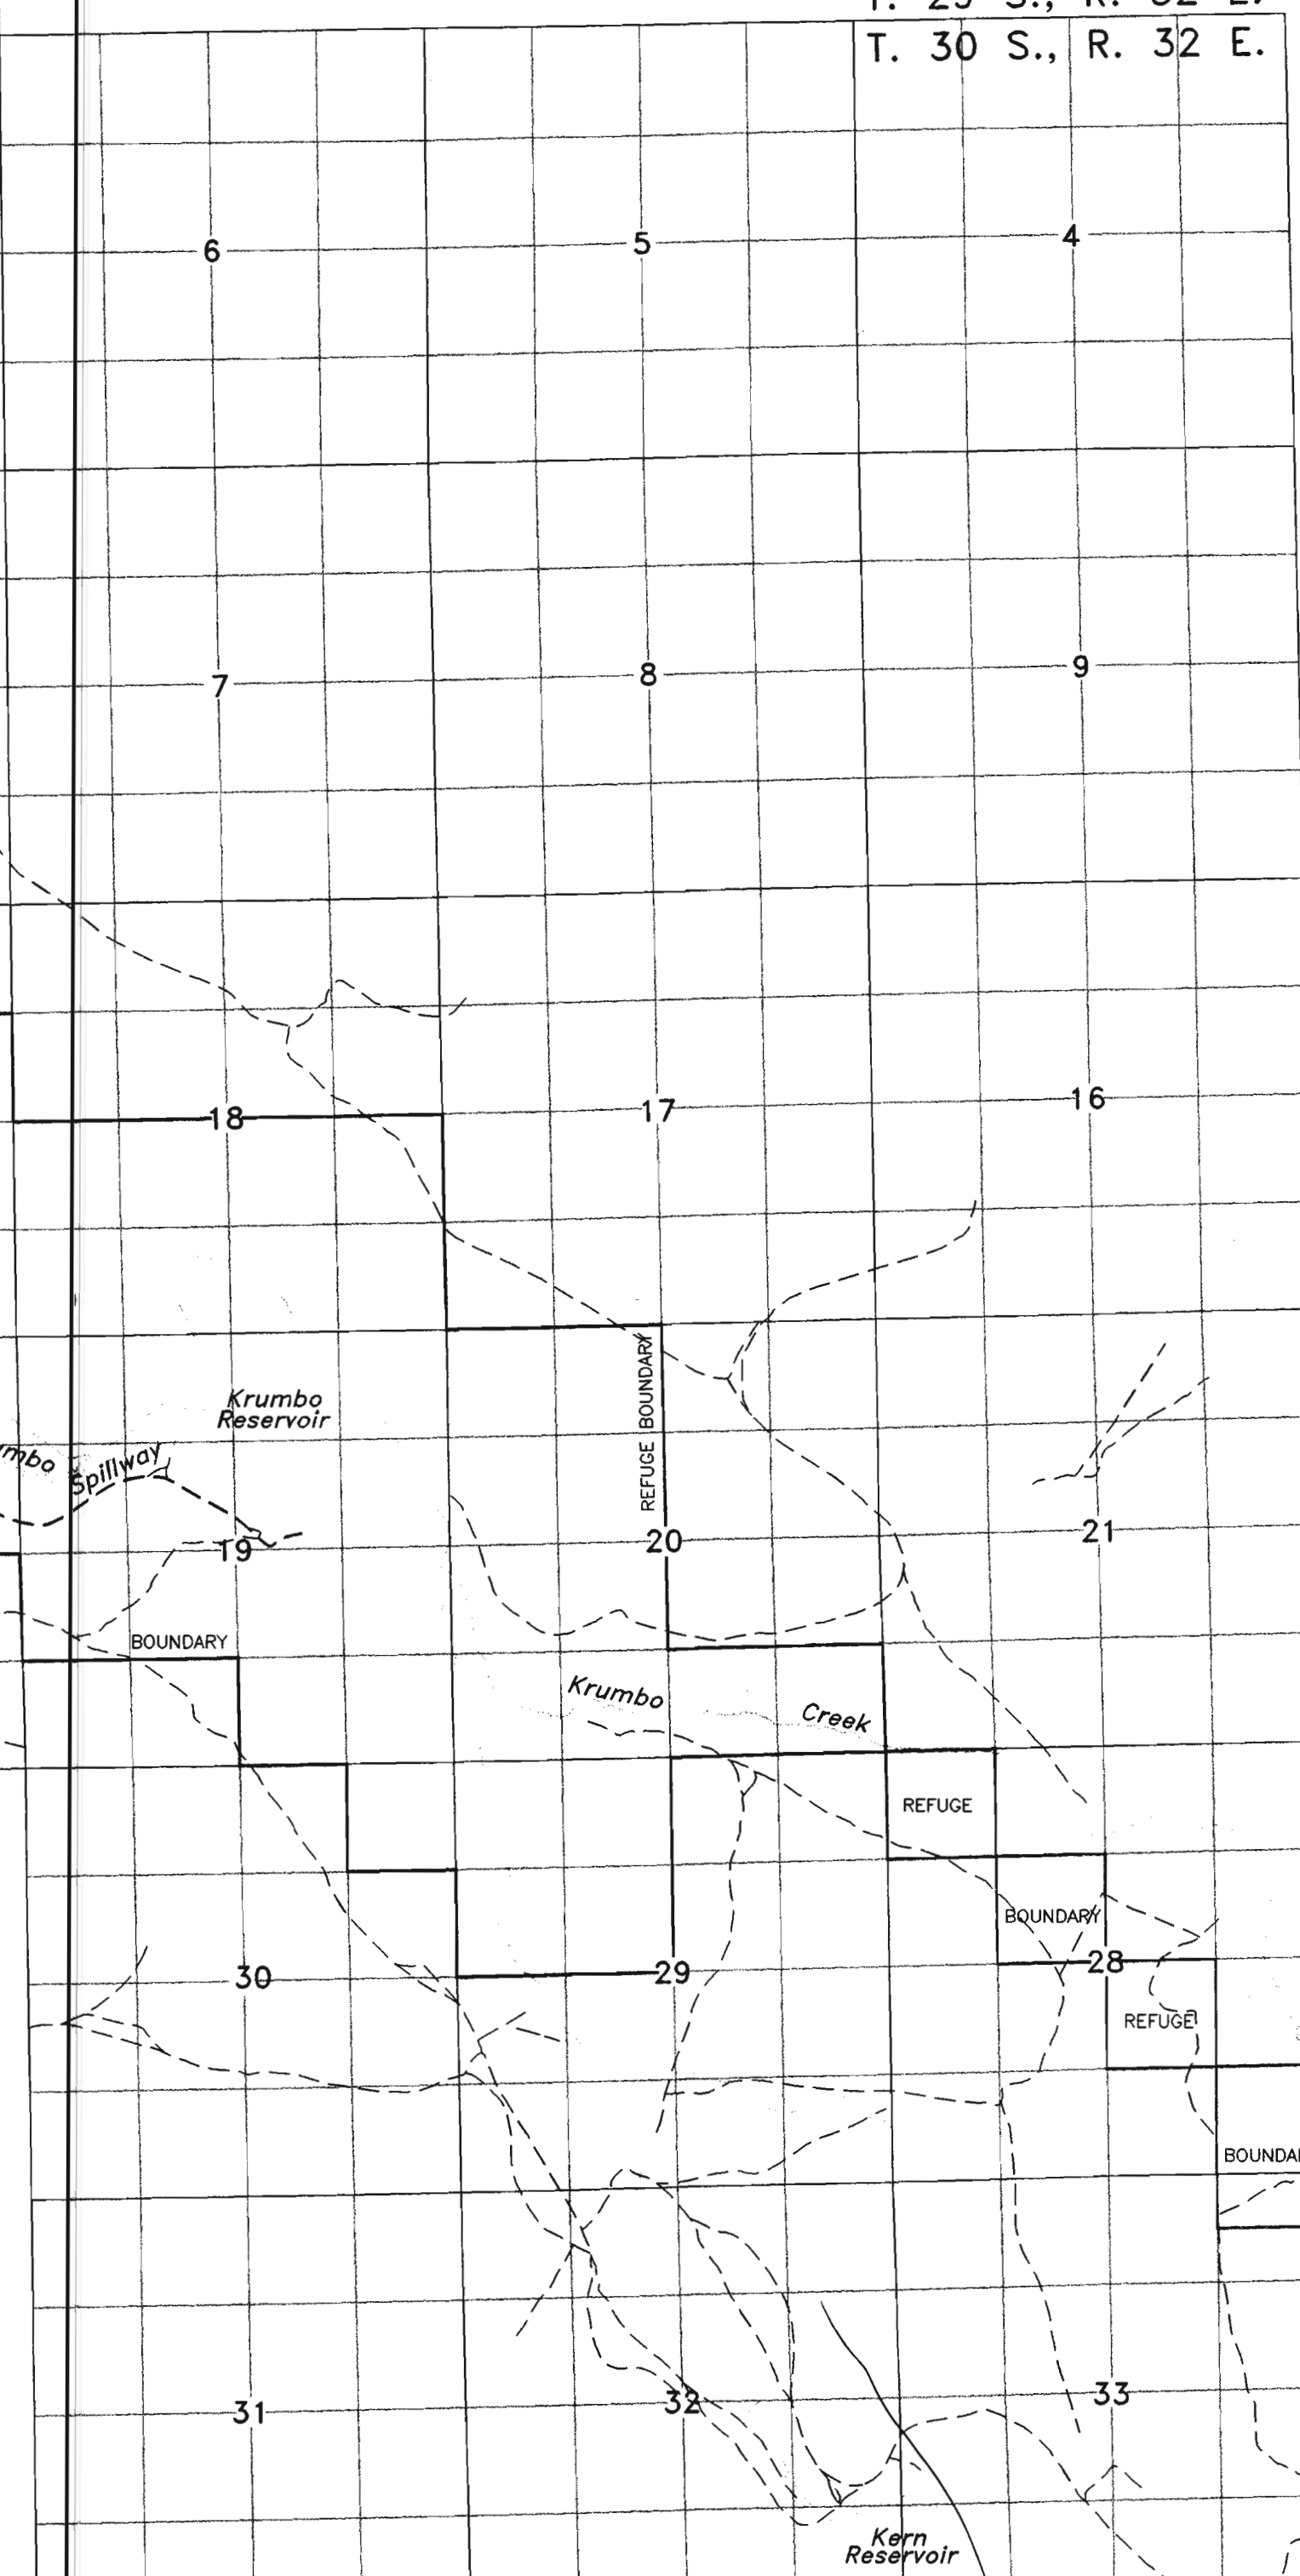 T. 30 S., R. 32 E.
6
5
4
7
8
9
18
17
16
REFUGE BOUNDARY
Krumbo
Reservoir
Spillway
19
20
21
BOUNDARY
Krumbo Creek
REFUGE
BOUNDARY
30
29
28
REFUGE
31
32
33
Kern
Reservoir